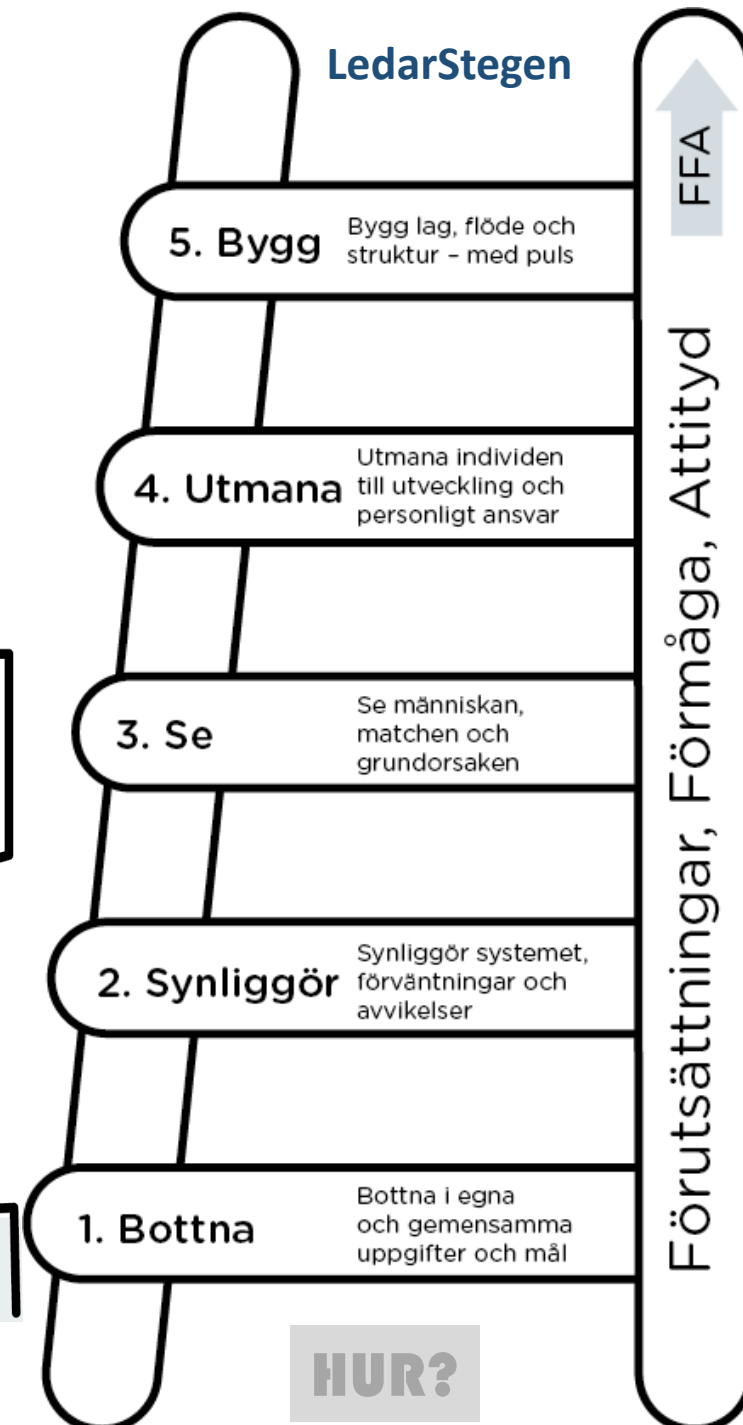 LedarStegen
FFA
Förutsättningar, Förmåga, Attityd
5. Bygg
Bygg lag, flöde och
struktur – med puls
4. Utmana
Utmana individen
till utveckling och
personligt ansvar
3. Se
Se människan,
matchen och
grundorsaken
2. Synliggör
Synliggör systemet,
förväntningar och
avvikelser
1. Bottna
Bottna i egna
och gemensamma
uppgifter och mål
HUR?